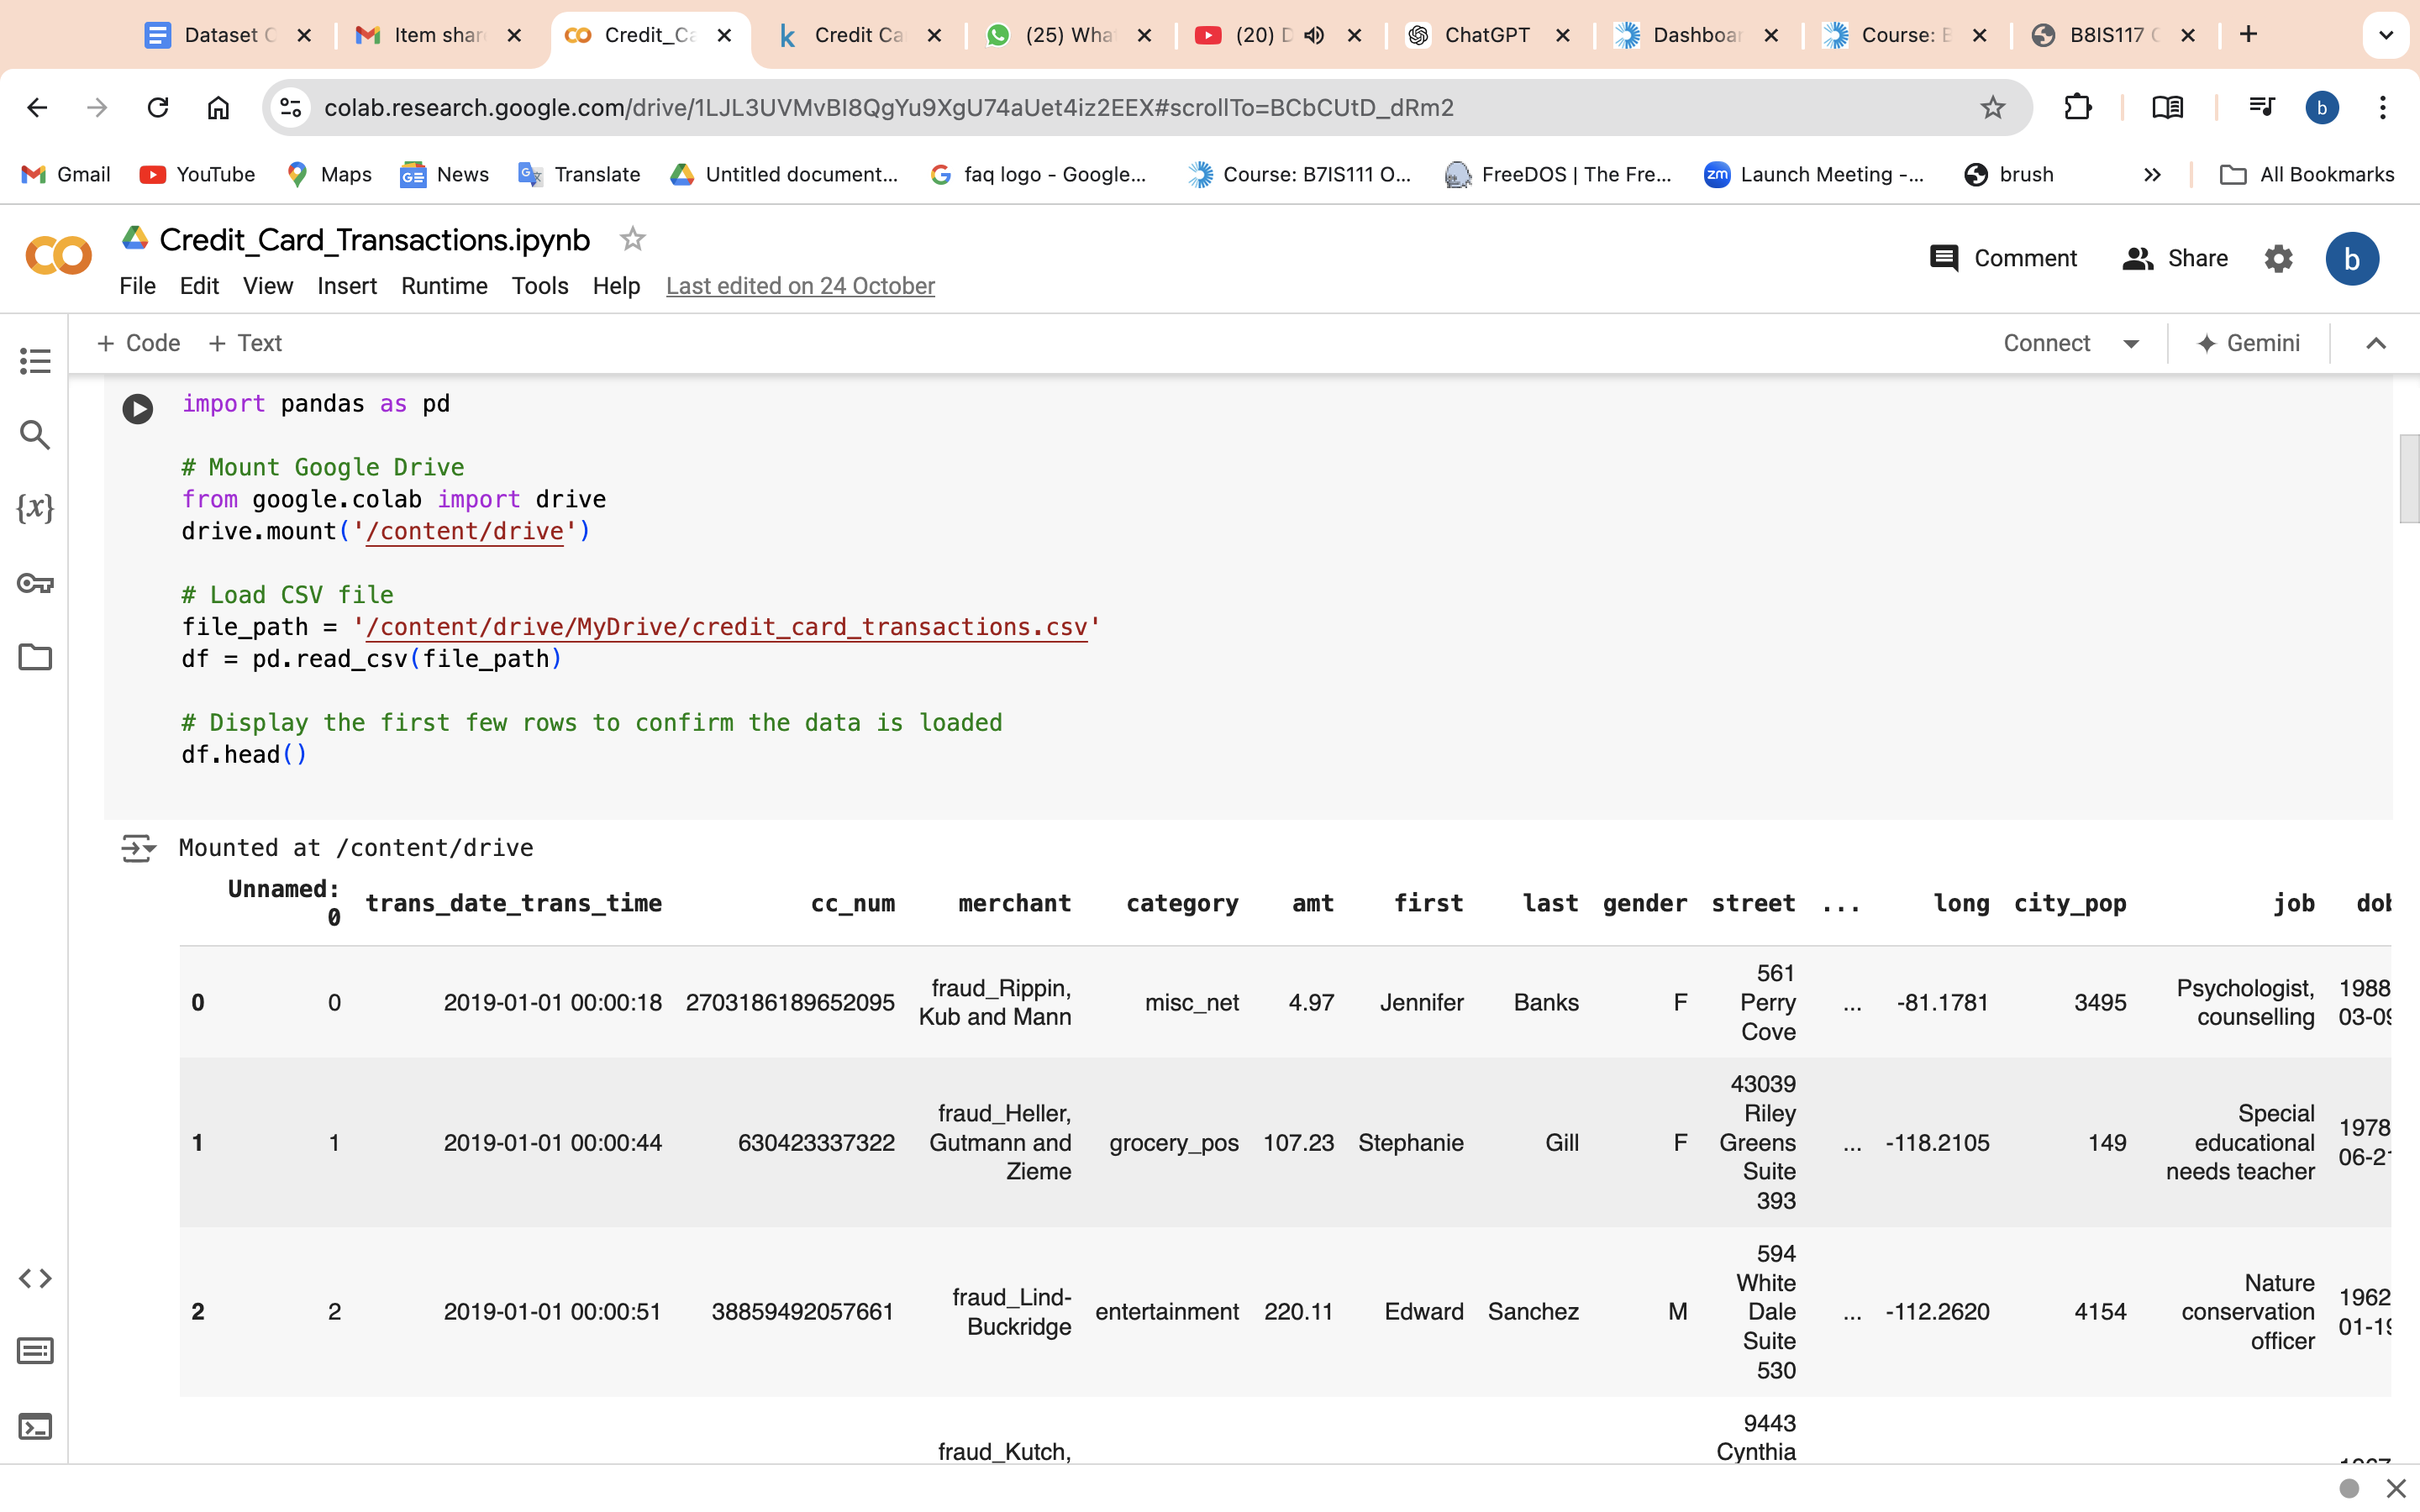 Dataset C
Item shar
Credit_Ca
Credit Ca
(25) Wha
(20) D
ChatGPT
Dashboar
Course: B
B8IS117 C
colab.research.google.com/drive/1LJL3UVMvBI8QgYu9XgU74aUet4iz2EEX#scrollTo=BCbCUtD_dRm2
b
Gmail
YouTube
Maps
News
Translate
Untitled document...
faq logo - Google...
Course: B7IS111 O...
FreeDOS | The Fre...
zm
Launch Meeting -...
brush
All Bookmarks
Credit_Card_Transactions.ipynb
Comment
Share
b
File Edit View Insert Runtime Tools Help Last edited on 24 October
+ Code + Text
Connect
Gemini
import pandas as pd
# Mount Google Drive
from google.colab import drive
drive.mount('/content/drive')
# Load CSV file
file_path = '/content/drive/MyDrive/credit_card_transactions.csv'
df = pd.read_csv(file_path)
# Display the first few rows to confirm the data is loaded
df.head()
Mounted at /content/drive
Unnamed: 0 trans_date_trans_time cc_num merchant category amt first last gender street ... long city_pop job dob
0 0 2019-01-01 00:00:18 2703186189652095 fraud_Rippin, Kub and Mann misc_net 4.97 Jennifer Banks F 561 Perry Cove ... -81.1781 3495 Psychologist, counselling 1988 03-09
1 1 2019-01-01 00:00:44 630423337322 fraud_Heller, Gutmann and Zieme grocery_pos 107.23 Stephanie Gill F 43039 Riley Greens Suite 393 ... -118.2105 149 Special educational needs teacher 1978 06-21
2 2 2019-01-01 00:00:51 38859492057661 fraud_Lind-Buckridge entertainment 220.11 Edward Sanchez M 594 White Dale Suite 530 ... -112.2620 4154 Nature conservation officer 1962 01-19
fraud_Kutch, 9443 Cynthia